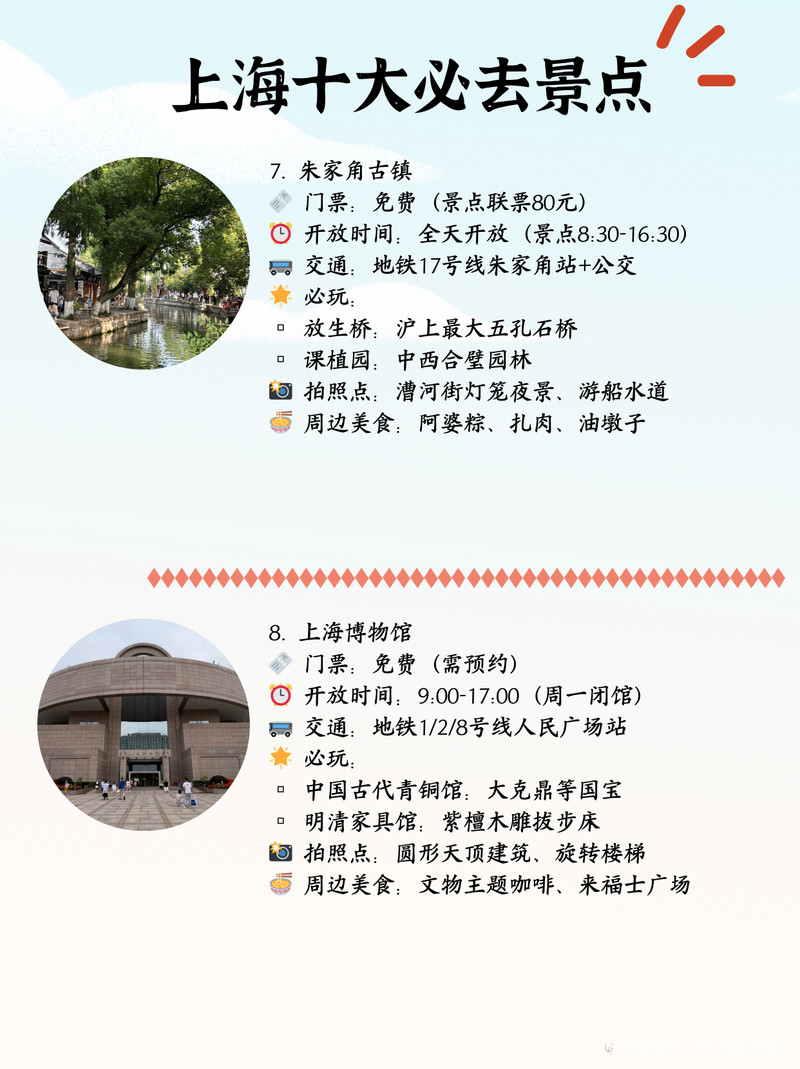 上海十大必去景点
7. 朱家角古镇
门票：免费（景点联票80元）
开放时间：全天开放（景点8:30-16:30）
交通：地铁17号线朱家角站+公交
必玩：
放生桥：沪上最大五孔石桥
课植园：中西合璧园林
拍照点：漕河街灯笼夜景、游船水道
周边美食：阿婆粽、扎肉、油墩子
8. 上海博物馆
门票：免费（需预约）
开放时间：9:00-17:00（周一闭馆）
交通：地铁1/2/8号线人民广场站
必玩：
中国古代青铜馆：大克鼎等国宝
明清家具馆：紫檀木雕拔步床
拍照点：圆形天顶建筑、旋转楼梯
周边美食：文物主题咖啡、来福士广场